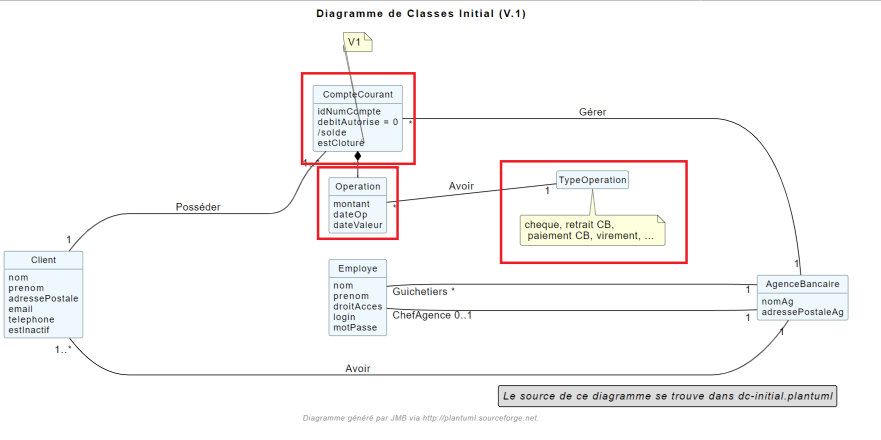 Diagramme de Classes Initial (V.1)
V1
CompteCourant
idNumCompte
debitAutorise = 0
/solde
estCloture
*
Gérer
1
Posséder
1
Operation
montant
dateOp
dateValeur
*
Avoir
1
TypeOperation
cheque, retrait CB,
paiement CB, virement, ...
Client
nom
prenom
adressePostale
email
telephone
estInactif
1..*
Employe
nom
prenom
droitAcces
login
motPasse
Guichetiers *
1
ChefAgence 0..1
1
AgenceBancaire
nomAg
adressePostaleAg
1
Avoir
Le source de ce diagramme se trouve dans dc-initial.plantuml
Diagramme généré par JMB via http://plantuml.sourceforge.net.